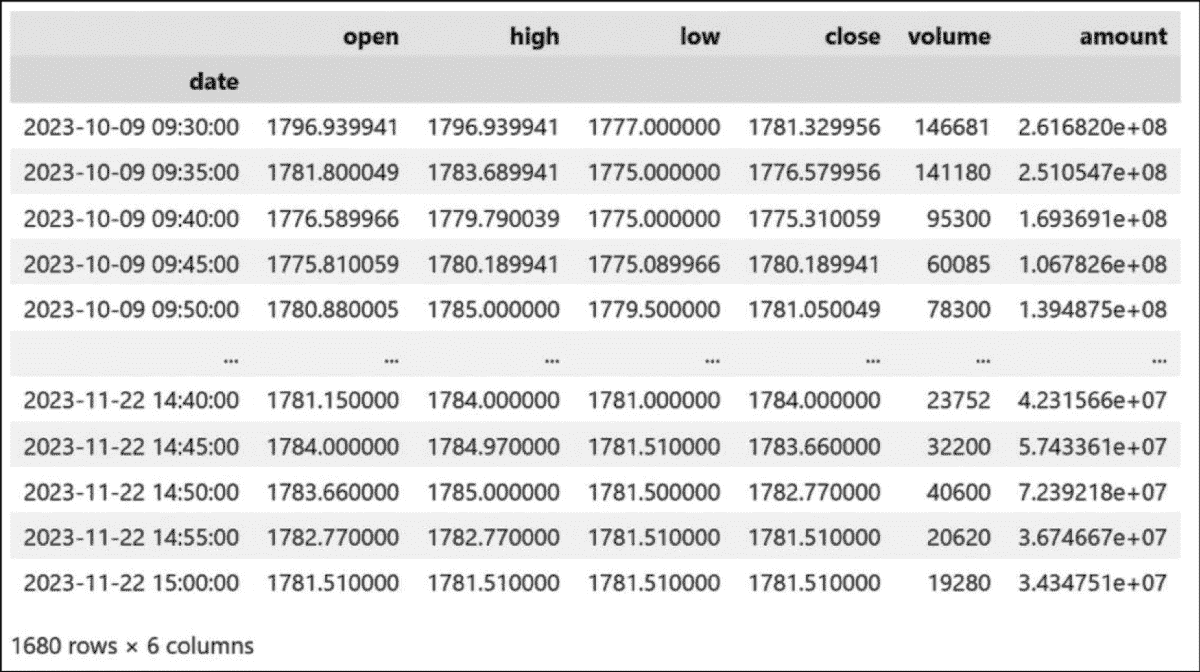 open high low close volume amount
date
2023-10-09 09:30:00 1796.939941 1796.939941 1777.000000 1781.329956 146681 2.616820e+08
2023-10-09 09:35:00 1781.800049 1783.689941 1775.000000 1776.579956 141180 2.510547e+08
2023-10-09 09:40:00 1776.589966 1779.790039 1775.000000 1775.310059 95300 1.693691e+08
2023-10-09 09:45:00 1775.810059 1780.189941 1775.089966 1780.189941 60085 1.067826e+08
2023-10-09 09:50:00 1780.880005 1785.000000 1779.500000 1781.050049 78300 1.394875e+08
... ... ... ... ... ... ...
2023-11-22 14:40:00 1781.150000 1784.000000 1781.000000 1784.000000 23752 4.231566e+07
2023-11-22 14:45:00 1784.000000 1784.970000 1781.510000 1783.660000 32200 5.743361e+07
2023-11-22 14:50:00 1783.660000 1785.000000 1781.500000 1782.770000 40600 7.239218e+07
2023-11-22 14:55:00 1782.770000 1782.770000 1781.510000 1781.510000 20620 3.674667e+07
2023-11-22 15:00:00 1781.510000 1781.510000 1781.510000 1781.510000 19280 3.434751e+07
1680 rows × 6 columns